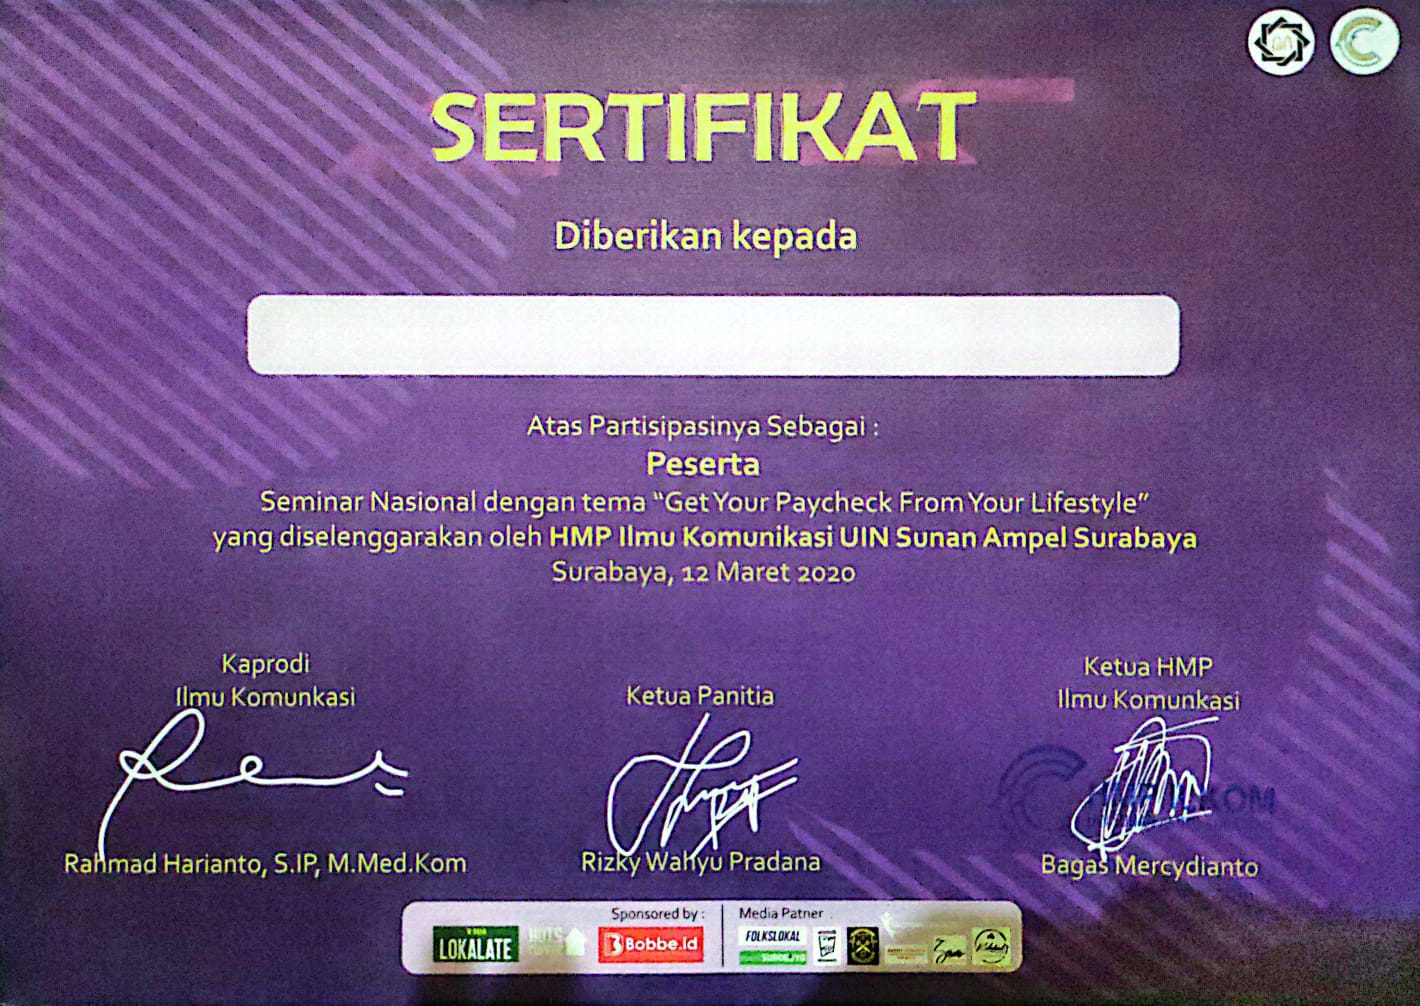 SERTIFIKAT
Diberikan kepada
Atas Partisipasinya Sebagai :
Peserta
Seminar Nasional dengan tema “Get Your Paycheck From Your Lifestyle”
yang diselenggarakan oleh HMP Ilmu Komunikasi UIN Sunan Ampel Surabaya
Surabaya, 12 Maret 2020
Kaprodi
Ilmu Komunkasi
Rahmad Harianto, S.IP, M.Med.Kom
Ketua Panitia
Rizky Wahyu Pradana
Ketua HMP
Ilmu Komunkasi
Bagas Mercydianto
Sponsored by :
LOKALATE
Bobbe.id
Media Patner :
FOLKSLOKAL